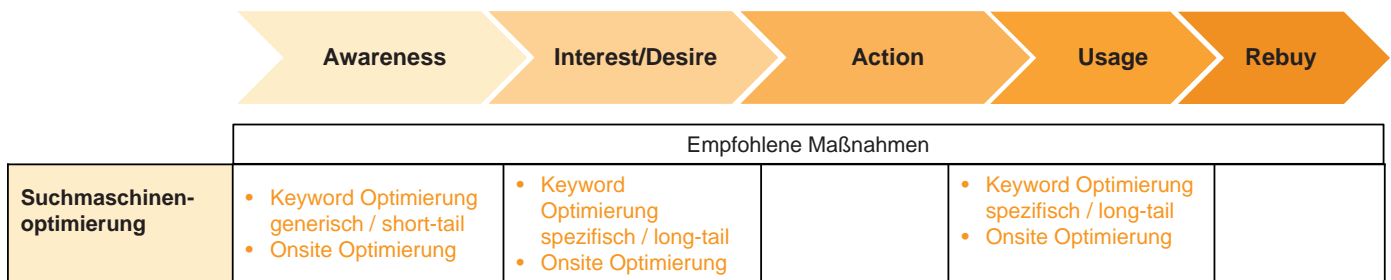 Awareness
Interest/Desire
Action
Usage
Rebuy
Empfohlene Maßnahmen
Suchmaschinen-
optimierung
• Keyword Optimierung
generisch / short-tail
• Onsite Optimierung
• Keyword
Optimierung
spezifisch / long-tail
• Onsite Optimierung
• Keyword Optimierung
spezifisch / long-tail
• Onsite Optimierung